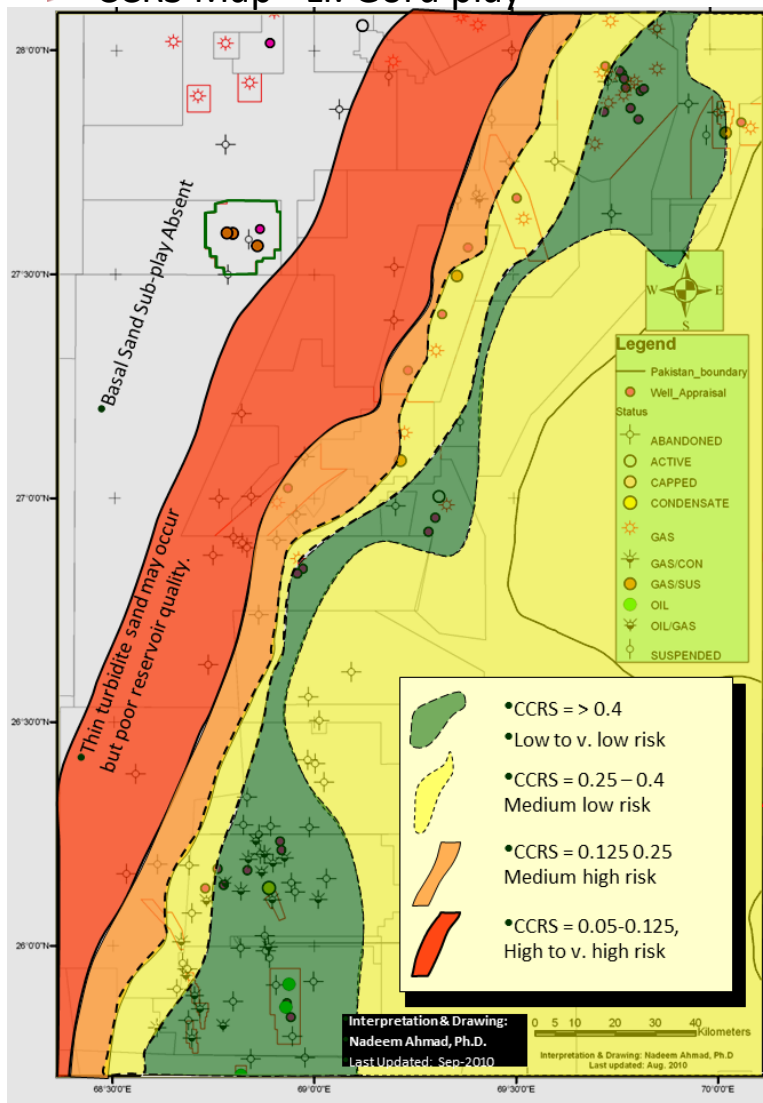 CCRS Map - Lr. Goru play
28°0'0"N
27°30'0"N
27°0'0"N
26°30'0"N
26°0'0"N
Basal Sand Sub-play Absent
Thin turbidite sand may occur
but poor reservoir quality.
N
W
E
S
Legend
Pakistan_boundary
Well_Appraisal
Status
ABANDONED
ACTIVE
CAPPED
CONDENSATE
GAS
GAS/CON
GAS/SUS
OIL
OIL/GAS
SUSPENDED
•CCRS = > 0.4
•Low to v. low risk
•CCRS = 0.25 – 0.4
Medium low risk
•CCRS = 0.125 0.25
Medium high risk
•CCRS = 0.05-0.125,
High to v. high risk
Interpretation & Drawing:
Nadeem Ahmad, Ph.D.
Last Updated: Sep-2010
0 5 10 20 30 40
Kilometers
Interpretation & Drawing: Nadeem Ahmad, Ph.D
Last updated: Aug. 2010
68°30'0"E
69°0'0"E
69°30'0"E
70°0'0"E